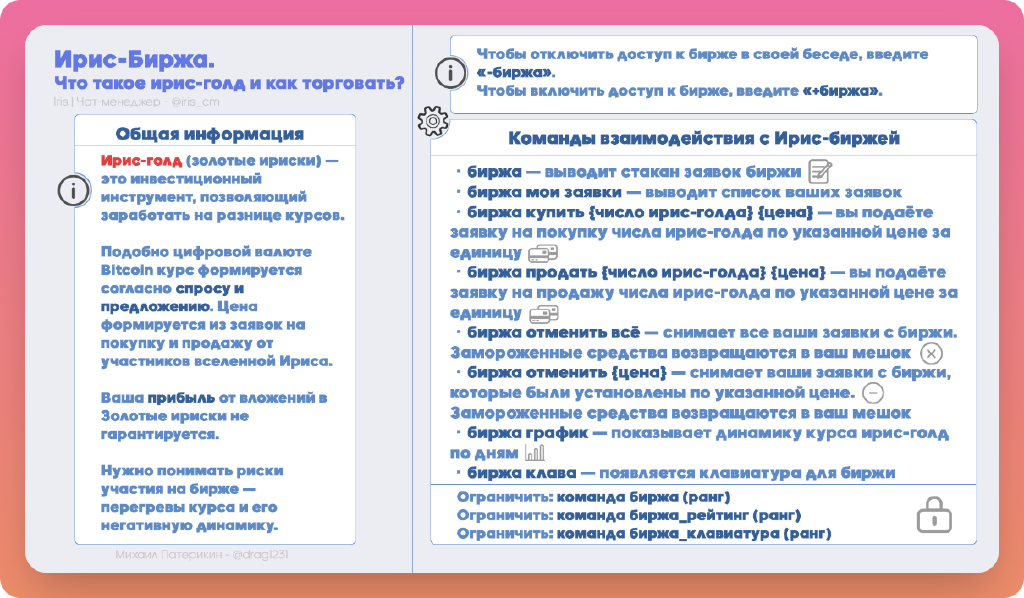 Ирис-Биржа.
Что такое ирис-голд и как торговать?
Iris | Чат-менеджер - @iris_cm
Общая информация
Ирис-голд (золотые ириски) —
это инвестиционный
инструмент, позволяющий
заработать на разнице курсов.
Подобно цифровой валюте
Bitcoin курс формируется
согласно спросу и
предложению. Цена
формируется из заявок на
покупку и продажу от
участников вселенной Ириса.
Ваша прибыль от вложений в
Золотые ириски не
гарантируется.
Нужно понимать риски
участия на бирже —
перегревы курса и его
негативную динамику.
Михаил Патерикин - @drag1231
Чтобы отключить доступ к бирже в своей беседе, введите
«-биржа».
Чтобы включить доступ к бирже, введите «+биржа».
Команды взаимодействия с Ирис-биржей
· биржа — выводит стакан заявок биржи
· биржа мои заявки — выводит список ваших заявок
· биржа купить {число ирис-голда} {цена} — вы подаёте
заявку на покупку числа ирис-голда по указанной цене за
единицу
· биржа продать {число ирис-голда} {цена} — вы подаёте
заявку на продажу числа ирис-голда по указанной цене за
единицу
· биржа отменить всё — снимает все ваши заявки с биржи.
Замороженные средства возвращаются в ваш мешок
· биржа отменить {цена} — снимает ваши заявки с биржи,
которые были установлены по указанной цене.
Замороженные средства возвращаются в ваш мешок
· биржа график — показывает динамику курса ирис-голд
по дням
· биржа клава — появляется клавиатура для биржи
Ограничить: команда биржа (ранг)
Ограничить: команда биржа_рейтинг (ранг)
Ограничить: команда биржа_клавиатура (ранг)